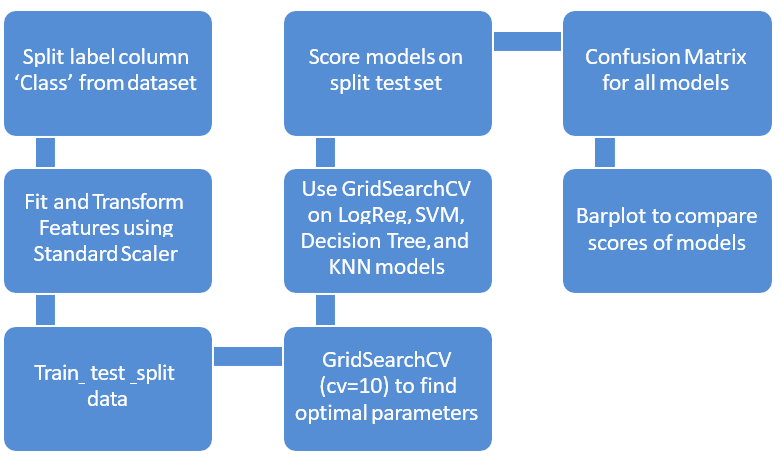 Split label column
‘Class’ from dataset
Fit and Transform
Features using
Standard Scaler
Train_ test _split
data
GridSearchCV
(cv=10) to find
optimal parameters
Use GridSearchCV
on LogReg, SVM,
Decision Tree, and
KNN models
Score models on
split test set
Confusion Matrix
for all models
Barplot to compare
scores of models